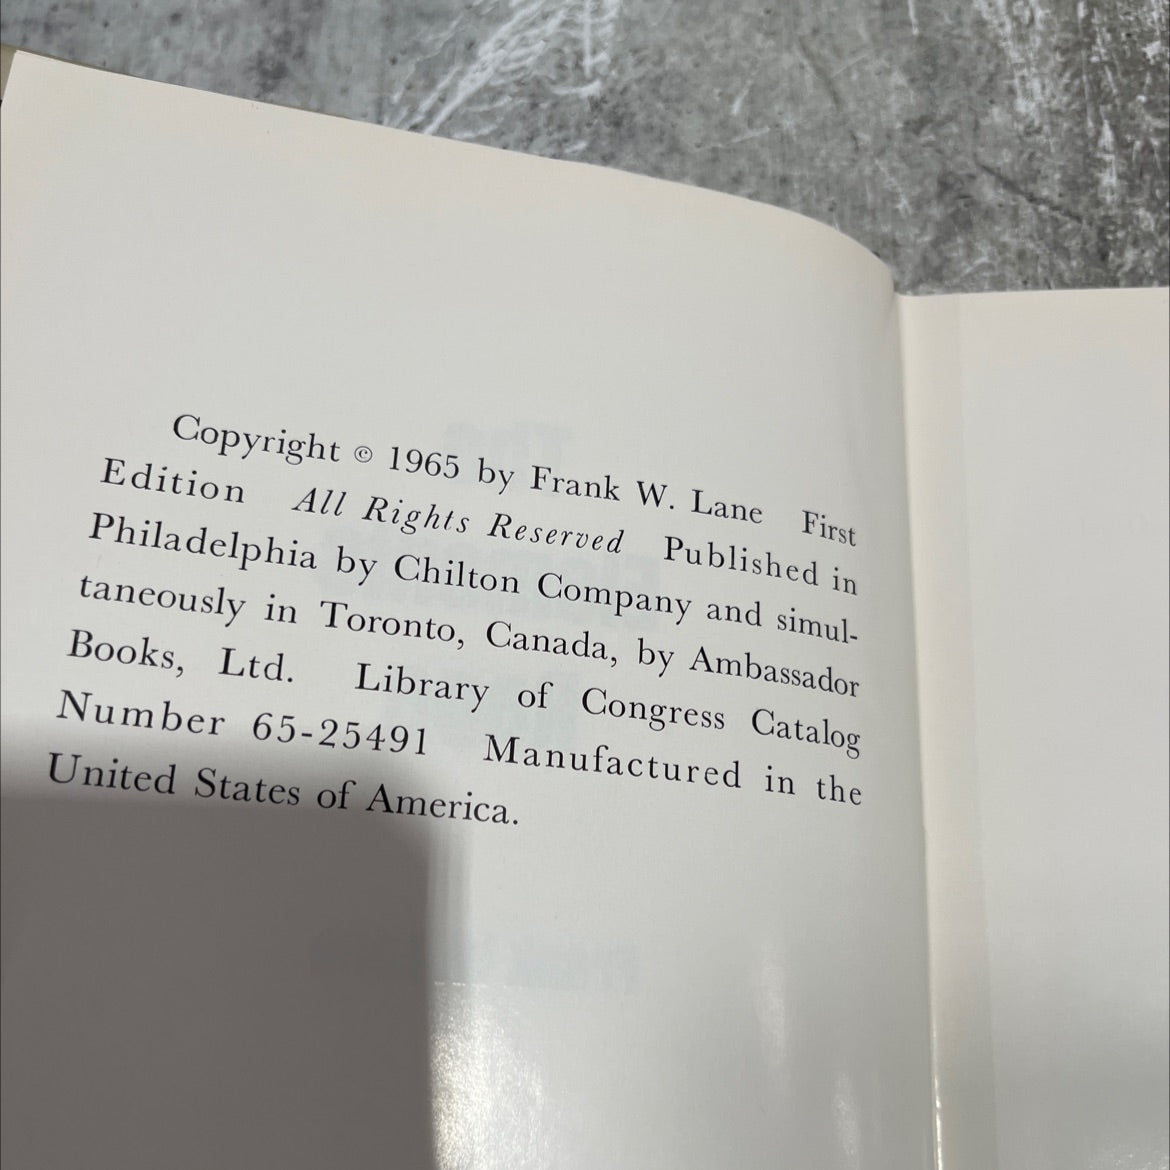 Copyright © 1965 by Frank W. Lane First
Edition All Rights Reserved Published in
Philadelphia by Chilton Company and simul-
taneously in Toronto, Canada, by Ambassador
Books, Ltd. Library of Congress Catalog
Number 65-25491 Manufactured in the
United States of America.